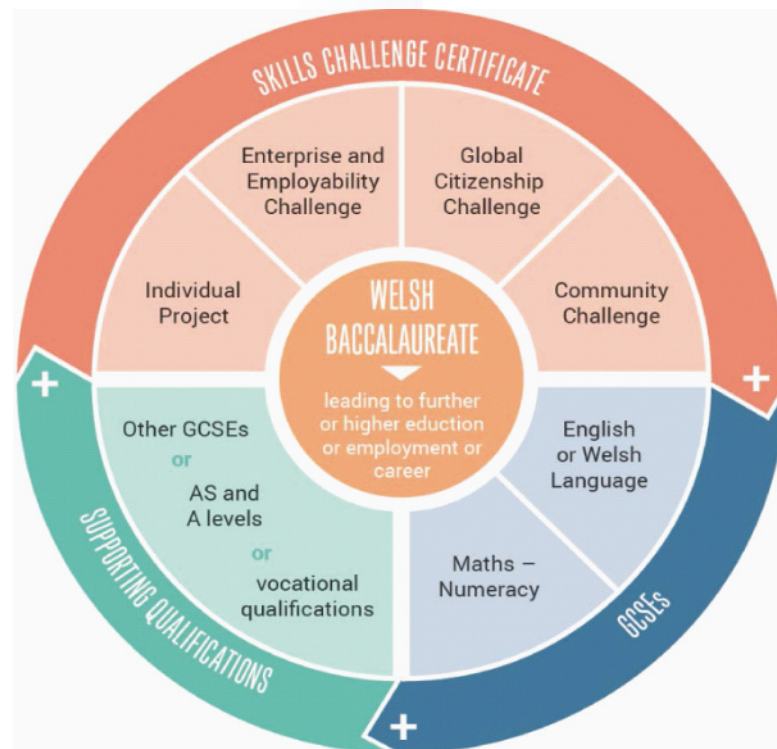 SKILLS CHALLENGE CERTIFICATE
Enterprise and
Employability
Challenge
Global
Citizenship
Challenge
Individual
Project
Community
Challenge
WELSH
BACCALAUREATE
leading to further
or higher eduction
or employment or
career
+
+
Other GCSEs
or
AS and
A levels
or
vocational
qualifications
English
or Welsh
Language
Maths –
Numeracy
SUPPORTING QUALIFICATIONS
GCSEs
+